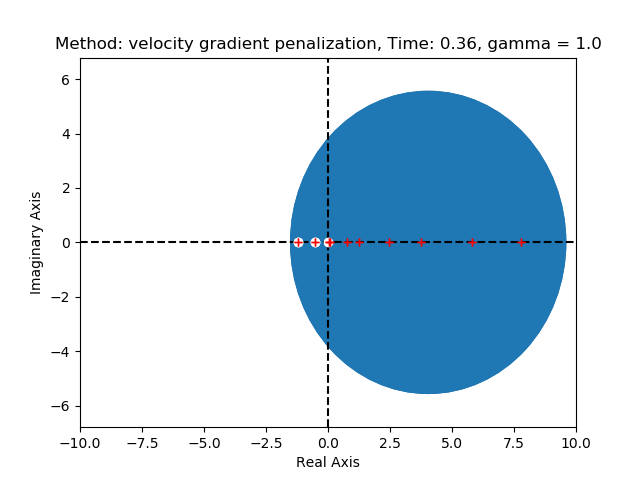 Method: velocity gradient penalization, Time: 0.36, gamma = 1.0
6
4
2
0
−2
−4
−6
Imaginary Axis
−10.0 −7.5 −5.0 −2.5 0.0 2.5 5.0 7.5 10.0
Real Axis